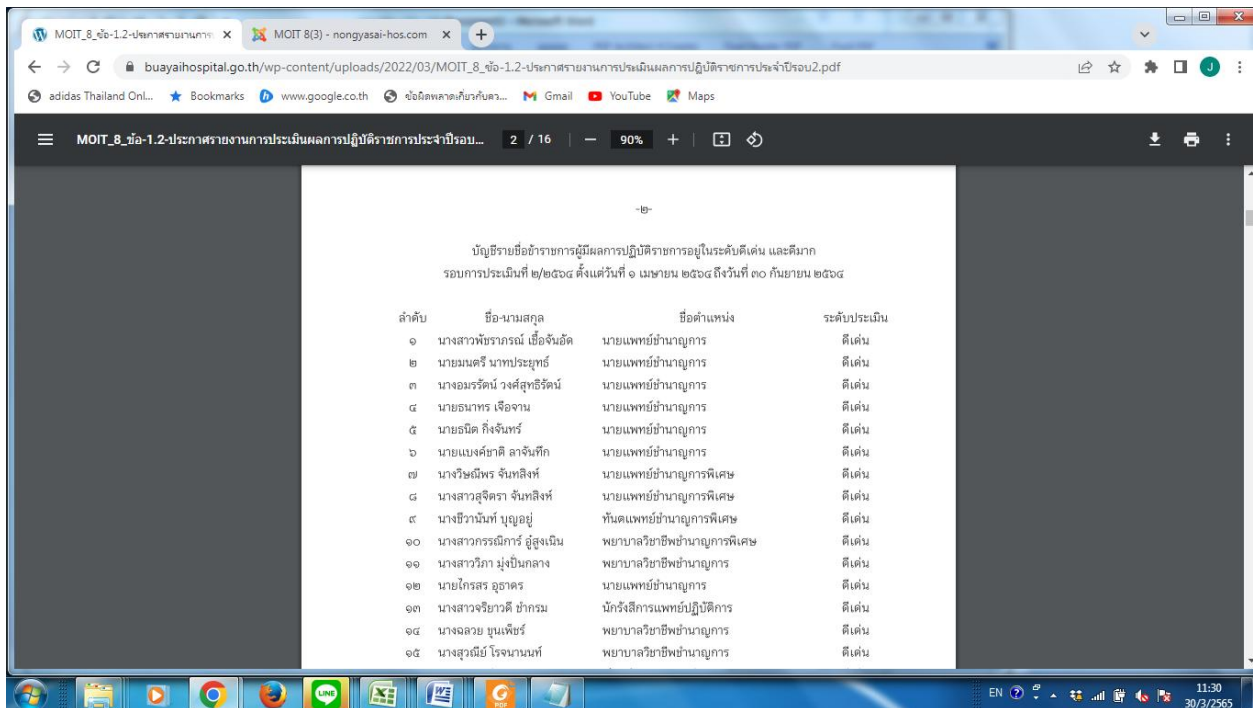 MOIT_8_ข้อ-1.2-ประกาศรายงานการ
MOIT 8(3) - nongyasai-hos.com
buayaihospital.go.th/wp-content/uploads/2022/03/MOIT_8_ข้อ-1.2-ประกาศรายงานการประเมินผลการปฏิบัติราชการประจำปีรอบ2.pdf
adidas Thailand Onl... Bookmarks www.google.co.th ข้อผิดพลาดเกี่ยวกับคว... Gmail YouTube Maps
MOIT_8_ข้อ-1.2-ประกาศรายงานการประเมินผลการปฏิบัติราชการประจำปีรอบ... 2 / 16 90%
-๒-
บัญชีรายชื่อข้าราชการผู้มีผลการปฏิบัติราชการอยู่ในระดับดีเด่น และดีมาก
รอบการประเมินที่ ๒/๒๕๖๔ ตั้งแต่วันที่ ๑ เมษายน ๒๕๖๔ ถึงวันที่ ๓๐ กันยายน ๒๕๖๔
ลำดับ ชื่อ-นามสกุล ชื่อตำแหน่ง ระดับประเมิน
๑ นางสาวพัชราภรณ์ เชื้อจันอัด นายแพทย์ชำนาญการ ดีเด่น
๒ นายมนตรี นาทประยุทธ์ นายแพทย์ชำนาญการ ดีเด่น
๓ นางอมรรัตน์ วงศ์สุทธิรัตน์ นายแพทย์ชำนาญการ ดีเด่น
๔ นายธนาทร เจือจาน นายแพทย์ชำนาญการ ดีเด่น
๕ นายธนิต กิ่งจันทร์ นายแพทย์ชำนาญการ ดีเด่น
๖ นายแบงค์ชาติ ลาจันทึก นายแพทย์ชำนาญการ ดีเด่น
๗ นางวิษณีพร จันทสิงห์ นายแพทย์ชำนาญการพิเศษ ดีเด่น
๘ นางสาวสุจิตรา จันทสิงห์ นายแพทย์ชำนาญการพิเศษ ดีเด่น
๙ นางชีวานันท์ บุญอยู่ ทันตแพทย์ชำนาญการพิเศษ ดีเด่น
๑๐ นางสาวกรรณิการ์ อู่สูงเนิน พยาบาลวิชาชีพชำนาญการพิเศษ ดีเด่น
๑๑ นางสาววิภา มุ่งปั่นกลาง พยาบาลวิชาชีพชำนาญการ ดีเด่น
๑๒ นายไกรสร อุธาคร นายแพทย์ชำนาญการ ดีเด่น
๑๓ นางสาวจริยาวดี ชำกรม นักรังสีการแพทย์ปฏิบัติการ ดีเด่น
๑๔ นางฉลวย ขุนเพ็ชร์ พยาบาลวิชาชีพชำนาญการ ดีเด่น
๑๕ นางสุวณีย์ โรจนานนท์ พยาบาลวิชาชีพชำนาญการ ดีเด่น
EN 11:30
30/3/2565